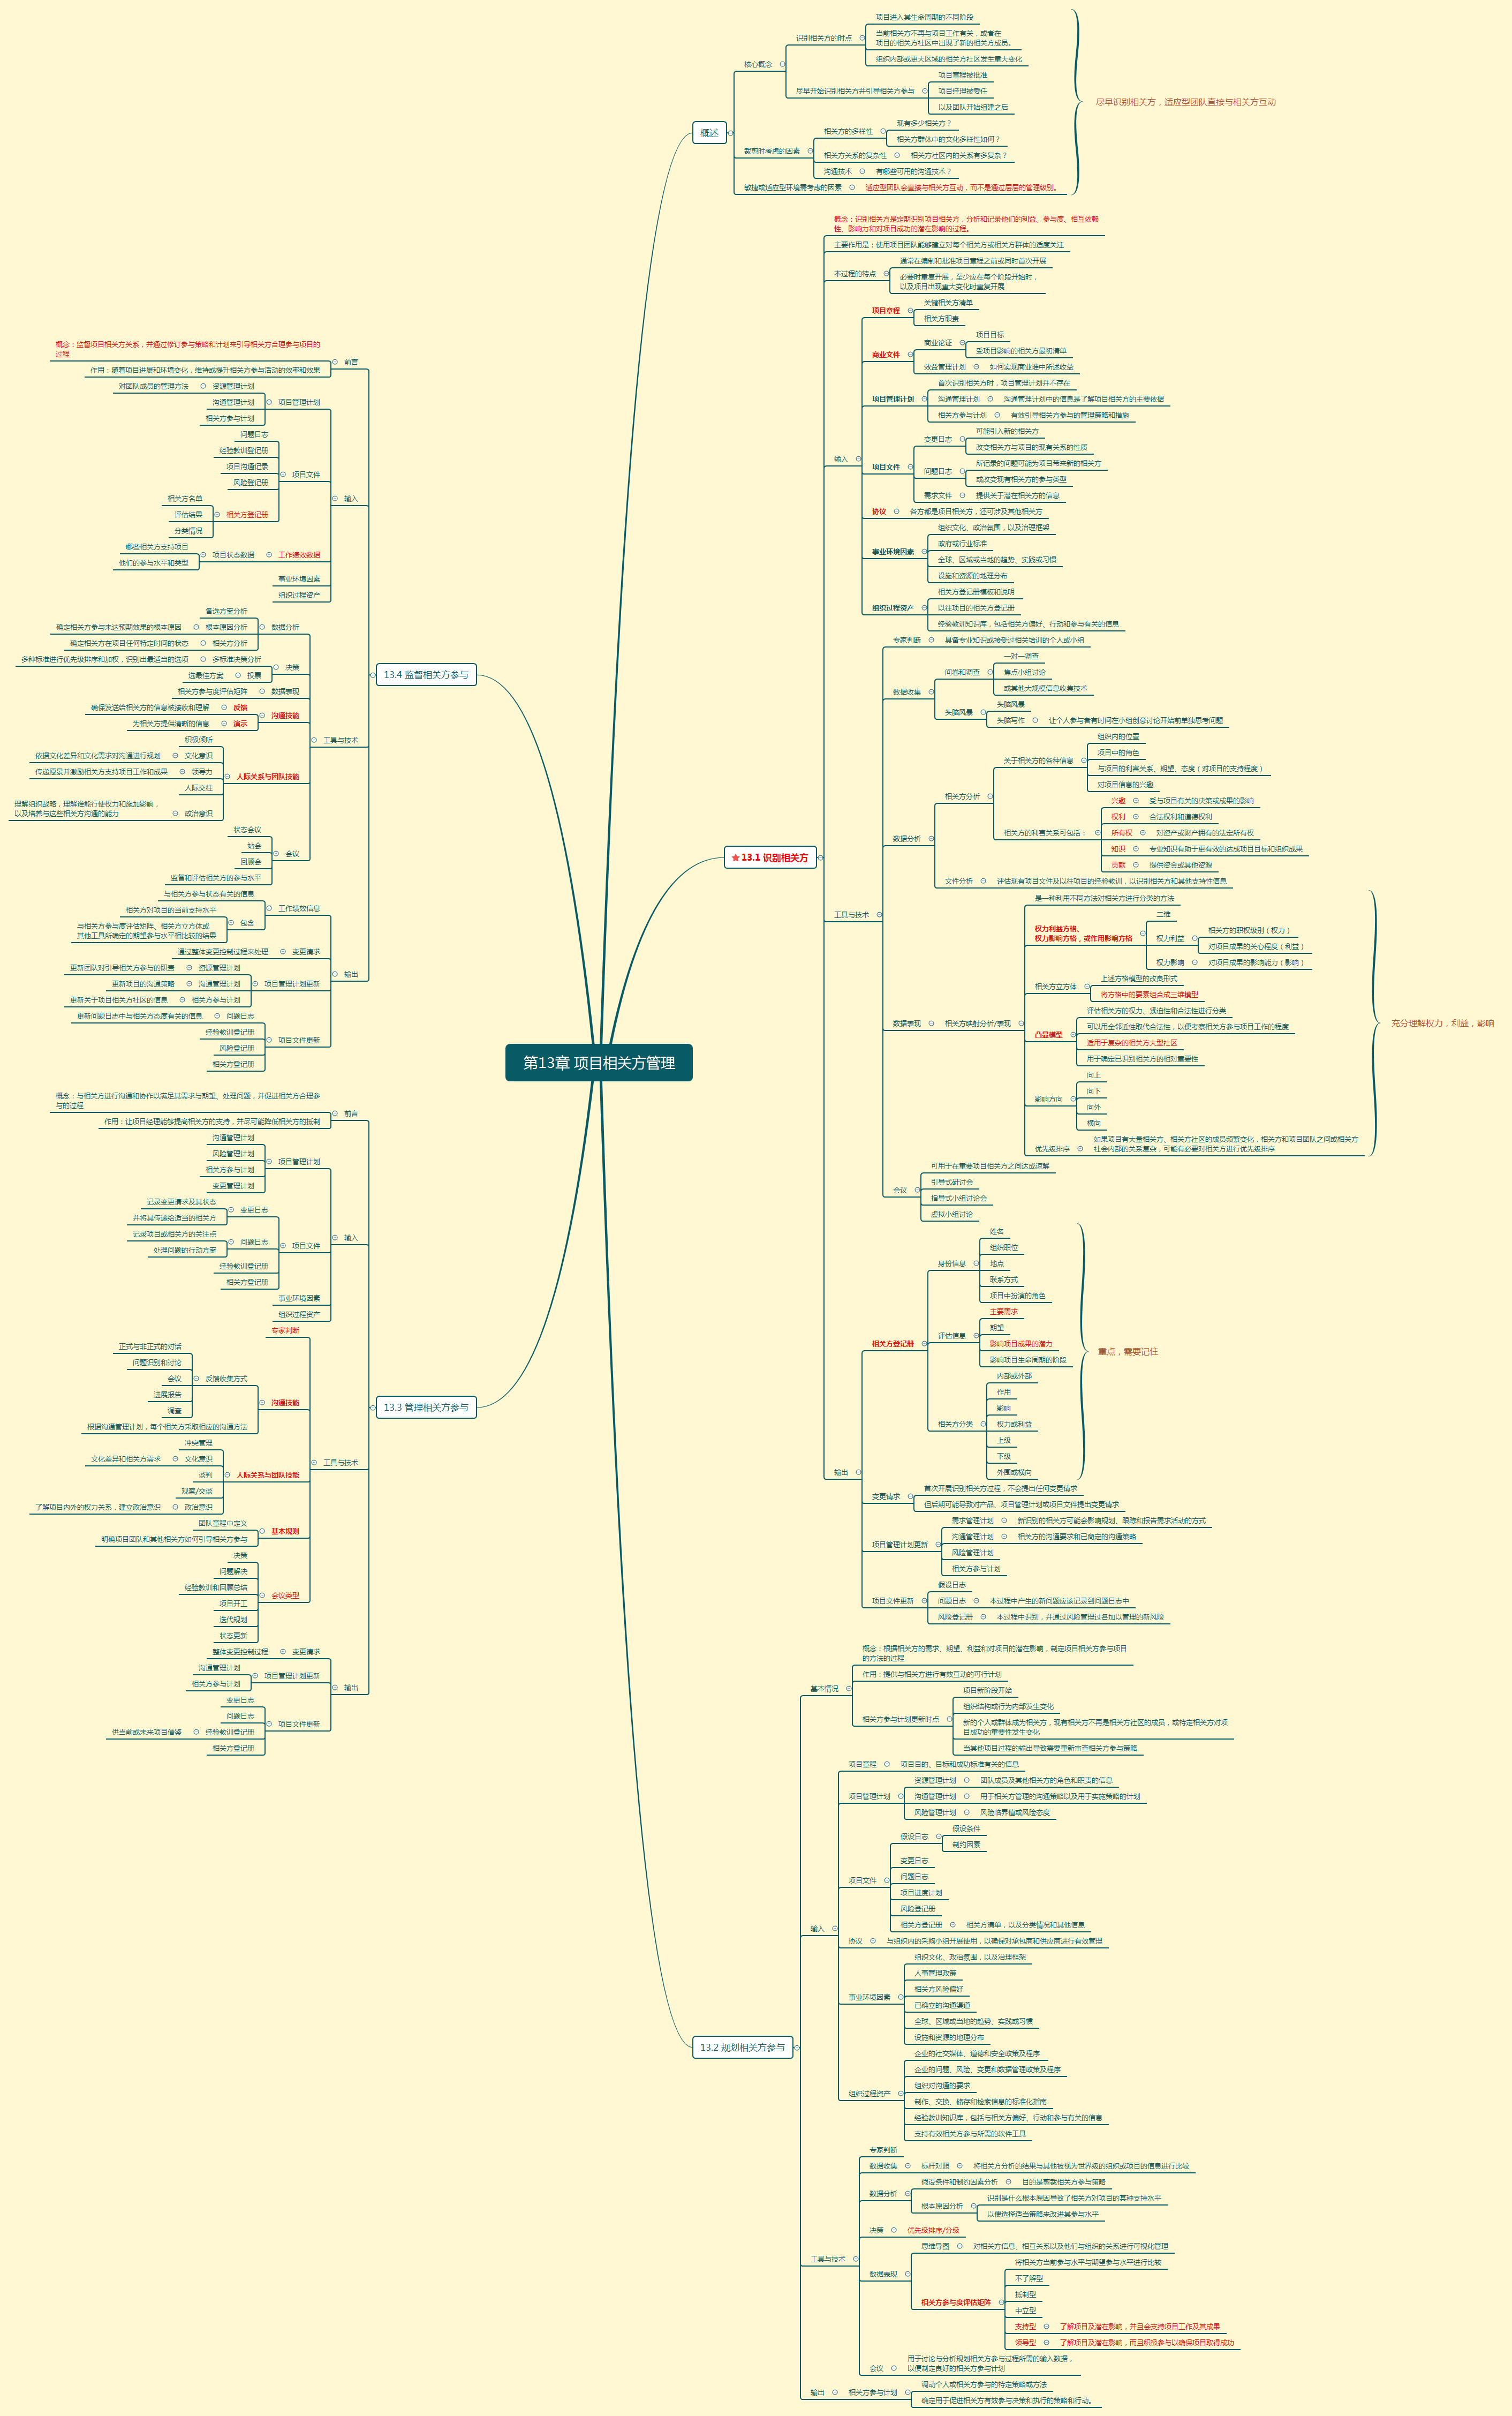 第13章 项目相关方管理
概述
核心概念
识别相关方的时点
项目进入其生命周期的不同阶段
当前相关方不再与项目工作有关，或者在
项目的相关方社区中出现了新的相关方成员。
组织内部或更大区域的相关方社区发生重大变化
尽早开始识别相关方并引导相关方参与
项目章程被批准
项目经理被委任
以及团队开始组建之后
裁剪时考虑的因素
相关方的多样性
现有多少相关方？
相关方群体中的文化多样性如何？
相关方关系的复杂性
相关方社区内的关系有多复杂？
沟通技术
有哪些可用的沟通技术？
敏捷或适应型环境需考虑的因素
适应型团队会直接与相关方互动，而不是通过层层的管理级别。
尽早识别相关方，适应型团队直接与相关方互动
13.1 识别相关方
概念：识别相关方是定期识别项目相关方，分析和记录他们的利益、参与度、相互依赖
性、影响力和对项目成功的潜在影响的过程。
主要作用是：使用项目团队能够建立对每个相关方或相关方群体的适度关注
本过程的特点
通常在编制和批准项目章程之前或同时首次开展
必要时重复开展，至少应在每个阶段开始时，
以及项目出现重大变化时重复开展
输入
项目章程
关键相关方清单
相关方职责
商业文件
商业论证
项目目标
受项目影响的相关方最初清单
效益管理计划
如何实现商业谁中所述收益
项目管理计划
首次识别相关方时，项目管理计划并不存在
沟通管理计划
沟通管理计划中的信息是了解项目相关方的主要依据
相关方参与计划
有效引导相关方参与的管理策略和措施
项目文件
变更日志
可能引入新的相关方
改变相关方与项目的现有关系的性质
问题日志
所记录的问题可能为项目带来新的相关方
或改变现有相关方的参与类型
需求文件
提供关于潜在相关方的信息
协议
各方都是项目相关方，还可涉及其他相关方
事业环境因素
组织文化、政治氛围，以及治理框架
政府或行业标准
全球、区域或当地的趋势、实践或习惯
设施和资源的地理分布
组织过程资产
相关方登记册模板和说明
以往项目的相关方登记册
经验教训知识库，包括相关方偏好、行动和参与有关的信息
工具与技术
专家判断
具备专业知识或接受过相关培训的个人或小组
数据收集
问卷和调查
一对一调查
焦点小组讨论
或其他大规模信息收集技术
头脑风暴
头脑风暴
头脑写作
让个人参与者有时间在小组创意讨论开始前单独思考问题
数据分析
相关方分析
关于相关方的各种信息
组织内的位置
项目中的角色
与项目的利害关系、期望、态度（对项目的支持程度）
对项目信息的兴趣
相关方的利害关系可包括：
兴趣
受与项目有关的决策或成果的影响
权利
合法权利和道德权利
所有权
对资产或财产拥有的法定所有权
知识
专业知识有助于更有效的达成项目目标和组织成果
贡献
提供资金或其他资源
文件分析
评估现有项目文件及以往项目的经验教训，以识别相关方和其他支持性信息
数据表现
相关方映射分析/表现
是一种利用不同方法对相关方进行分类的方法
权力利益方格、
权力影响方格，或作用影响方格
二维
权力利益
相关方的职权级别（权力）
对项目成果的关心程度（利益）
权力影响
对项目成果的影响能力（影响）
相关方立方体
上述方格模型的改良形式
将方格中的要素组合成三维模型
凸显模型
评估相关方的权力、紧迫性和合法性进行分类
可以用全邻近性取代合法性，以便考察相关方参与项目工作的程度
适用于复杂的相关方大型社区
用于确定已识别相关方的相对重要性
影响方向
向上
向下
向外
横向
优先级排序
如果项目有大量相关方、相关方社区的成员频繁变化，相关方和项目团队之间或相关方
社会内部的关系复杂，可能有必要对相关方进行优先级排序
充分理解权力，利益，影响
会议
可用于在重要项目相关方之间达成谅解
引导式研讨会
指导式小组讨论会
虚拟小组讨论
输出
相关方登记册
身份信息
姓名
组织职位
地点
联系方式
项目中扮演的角色
评估信息
主要需求
期望
影响项目成果的潜力
影响项目生命周期的阶段
相关方分类
内部或外部
作用
影响
权力或利益
上级
下级
外围或横向
重点，需要记住
变更请求
首次开展识别相关方过程，不会提出任何变更请求
但后期可能导致对产品、项目管理计划或项目文件提出变更请求
项目管理计划更新
需求管理计划
新识别的相关方可能会影响规划、跟踪和报告需求活动的方式
沟通管理计划
相关方的沟通要求和已商定的沟通策略
风险管理计划
相关方参与计划
项目文件更新
假设日志
问题日志
本过程中产生的新问题应该记录到问题日志中
风险登记册
本过程中识别，并通过风险管理过各加以管理的新风险
13.2 规划相关方参与
基本情况
概念：根据相关方的需求、期望、利益和对项目的潜在影响，制定项目相关方参与项目
的方法的过程
作用：提供与相关方进行有效互动的可行计划
相关方参与计划更新时点
项目新阶段开始
组织结构或行为内部发生变化
新的个人或群体成为相关方，现有相关方不再是相关方社区的成员，或特定相关方对项
目成功的重要性发生变化
当其他项目过程的输出导致需要重新审查相关方参与策略
输入
项目章程
项目目的、目标和成功标准有关的信息
项目管理计划
资源管理计划
团队成员及其他相关方的角色和职责的信息
沟通管理计划
用于相关方管理的沟通策略以及用于实施策略的计划
风险管理计划
风险临界值或风险态度
项目文件
假设日志
假设条件
制约因素
变更日志
问题日志
项目进度计划
风险登记册
相关方登记册
相关方清单，以及分类情况和其他信息
协议
与组织内的采购小组开展使用，以确保对承包商和供应商进行有效管理
事业环境因素
组织文化、政治氛围，以及治理框架
人事管理政策
相关方风险偏好
已确立的沟通渠道
全球、区域或当地的趋势、实践或习惯
设施和资源的地理分布
组织过程资产
企业的社交媒体、道德和安全政策及程序
企业的问题、风险、变更和数据管理政策及程序
组织对沟通的要求
制作、交换、储存和检索信息的标准化指南
经验教训知识库，包括与相关方偏好、行动和参与有关的信息
支持有效相关方参与所需的软件工具
工具与技术
专家判断
数据收集
标杆对照
将相关方分析的结果与其他被视为世界级的组织或项目的信息进行比较
数据分析
假设条件和制约因素分析
目的是剪裁相关方参与策略
根本原因分析
识别是什么根本原因导致了相关方对项目的某种支持水平
以便选择适当策略来改进其参与水平
决策
优先级排序/分级
数据表现
思维导图
对相关方信息、相互关系以及他们与组织的关系进行可视化管理
相关方参与度评估矩阵
将相关方当前参与水平与期望参与水平进行比较
不了解型
抵制型
中立型
支持型
了解项目及潜在影响，并且会支持项目工作及其成果
领导型
了解项目及潜在影响，而且积极参与以确保项目取得成功
会议
用于讨论与分析规划相关方参与过程所需的输入数据，
以便制定良好的相关方参与计划
输出
相关方参与计划
调动个人或相关方参与的特定策略或方法
确定用于促进相关方有效参与决策和执行的策略和行动。
13.4 监督相关方参与
前言
概念：监督项目相关方关系，并通过修订参与策略和计划来引导相关方合理参与项目的
过程
作用：随着项目进展和环境变化，维持或提升相关方参与活动的效率和效果
输入
项目管理计划
资源管理计划
对团队成员的管理方法
沟通管理计划
相关方参与计划
项目文件
问题日志
经验教训登记册
项目沟通记录
风险登记册
相关方登记册
相关方名单
评估结果
分类情况
工作绩效数据
项目状态数据
哪些相关方支持项目
他们的参与水平和类型
事业环境因素
组织过程资产
工具与技术
数据分析
备选方案分析
根本原因分析
确定相关方参与未达预期效果的根本原因
相关方分析
确定相关方在项目任何特定时间的状态
决策
多标准决策分析
多种标准进行优先级排序和加权，识别出最适当的选项
投票
选最佳方案
数据表现
相关方参与度评估矩阵
沟通技能
反馈
确保发送给相关方的信息被接收和理解
演示
为相关方提供清晰的信息
人际关系与团队技能
积极倾听
文化意识
依据文化差异和文化需求对沟通进行规划
领导力
传递愿景并激励相关方支持项目工作和成果
人际交往
政治意识
理解组织战略，理解谁能行使权力和施加影响，
以及培养与这些相关方沟通的能力
会议
状态会议
站会
回顾会
监督和评估相关方的参与水平
输出
工作绩效信息
与相关方参与状态有关的信息
包含
相关方对项目的当前支持水平
与相关方参与度评估矩阵、相关方立方体或
其他工具所确定的期望参与水平相比较的结果
变更请求
通过整体变更控制过程来处理
项目管理计划更新
资源管理计划
更新团队对引导相关方参与的职责
沟通管理计划
更新项目的沟通策略
相关方参与计划
更新关于项目相关方社区的信息
项目文件更新
问题日志
更新问题日志中与相关方态度有关的信息
经验教训登记册
风险登记册
相关方登记册
13.3 管理相关方参与
前言
概念：与相关方进行沟通和协作以满足其需求与期望、处理问题，并促进相关方合理参
与的过程
作用：让项目经理能够提高相关方的支持，并尽可能降低相关方的抵制
输入
项目管理计划
沟通管理计划
风险管理计划
相关方参与计划
变更管理计划
项目文件
变更日志
记录变更请求及其状态
并将其传递给适当的相关方
问题日志
记录项目或相关方的关注点
处理问题的行动方案
经验教训登记册
相关方登记册
事业环境因素
组织过程资产
工具与技术
专家判断
沟通技能
反馈收集方式
正式与非正式的对话
问题识别和讨论
会议
进展报告
调查
根据沟通管理计划，每个相关方采取相应的沟通方法
人际关系与团队技能
冲突管理
文化意识
文化差异和相关方需求
谈判
观察/交谈
政治意识
了解项目内外的权力关系，建立政治意识
基本规则
团队章程中定义
明确项目团队和其他相关方如何引导相关方参与
会议类型
决策
问题解决
经验教训和回顾总结
项目开工
迭代规划
状态更新
输出
变更请求
整体变更控制过程
项目管理计划更新
沟通管理计划
相关方参与计划
项目文件更新
变更日志
问题日志
经验教训登记册
供当前或未来项目借鉴
相关方登记册